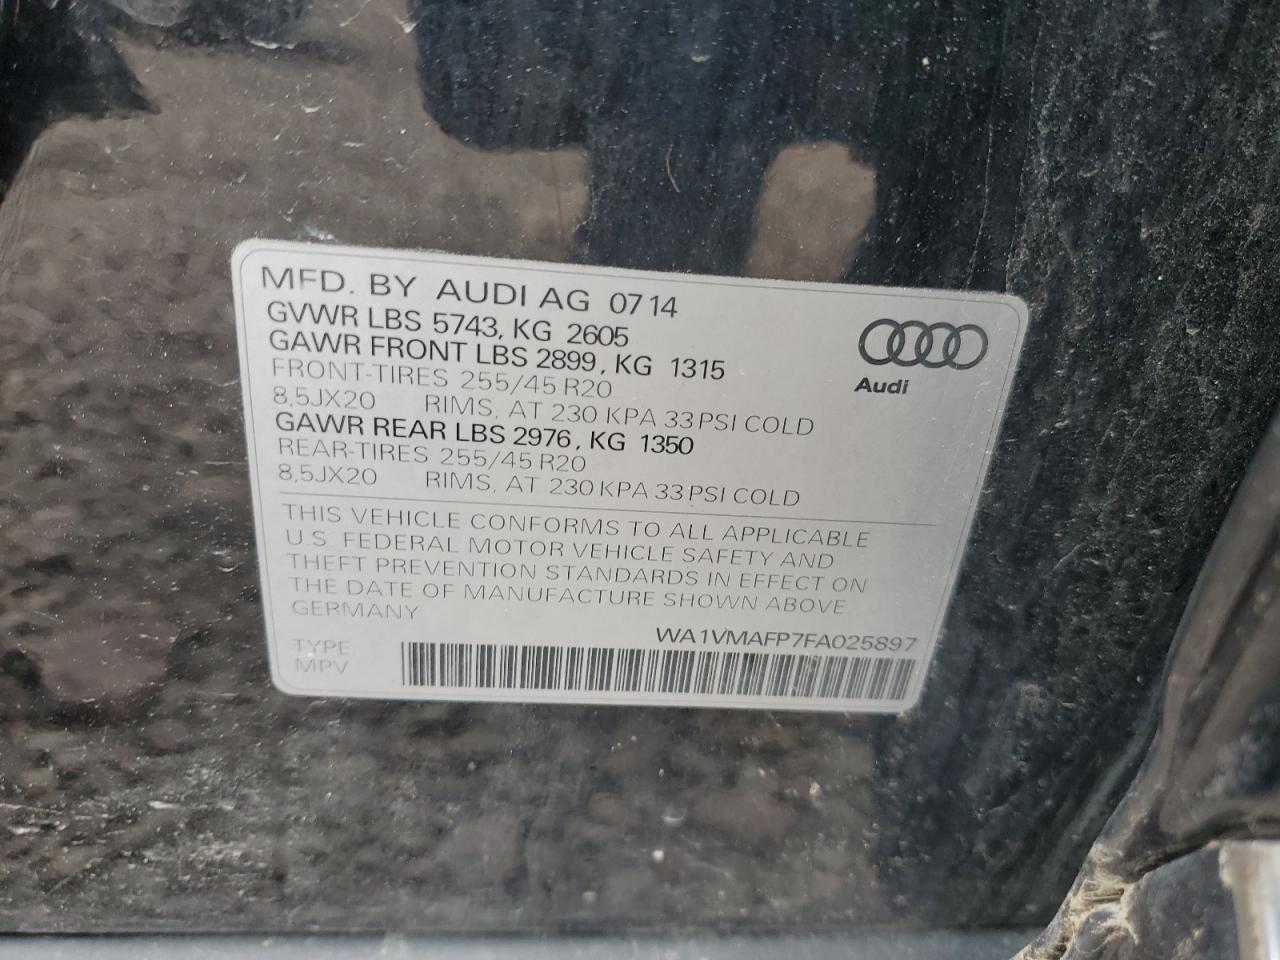 MFD. BY AUDI AG 0714
GVWR LBS 5743, KG 2605
GAWR FRONT LBS 2899, KG 1315
FRONT-TIRES 255/45 R20
8,5JX20 RIMS, AT 230 KPA 33 PSI COLD
GAWR REAR LBS 2976, KG 1350
REAR-TIRES 255/45 R20
8,5JX20 RIMS, AT 230 KPA 33 PSI COLD
Audi
THIS VEHICLE CONFORMS TO ALL APPLICABLE
U.S. FEDERAL MOTOR VEHICLE SAFETY AND
THEFT PREVENTION STANDARDS IN EFFECT ON
THE DATE OF MANUFACTURE SHOWN ABOVE
GERMANY
WA1VMAFP7FA025897
TYPE
MPV